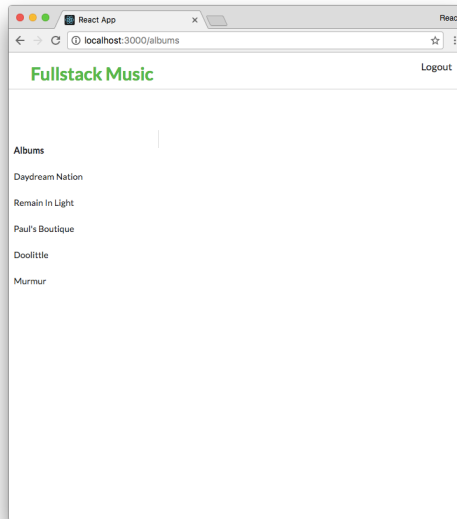 React App
Reac
localhost:3000/albums
Fullstack Music
Logout
Albums
Daydream Nation
Remain In Light
Paul's Boutique
Doolittle
Murmur